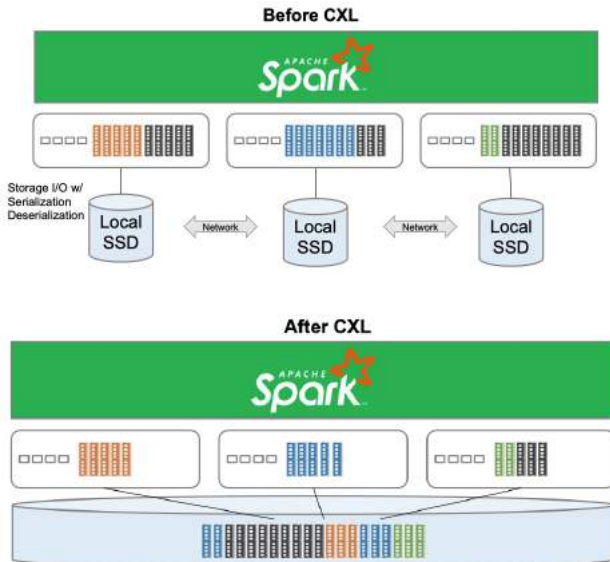 Before CXL
APACHE
Spark
Storage I/O w/
Serialization
Deserialization
Local
SSD
Network
Local
SSD
Network
Local
SSD
After CXL
APACHE
Spark